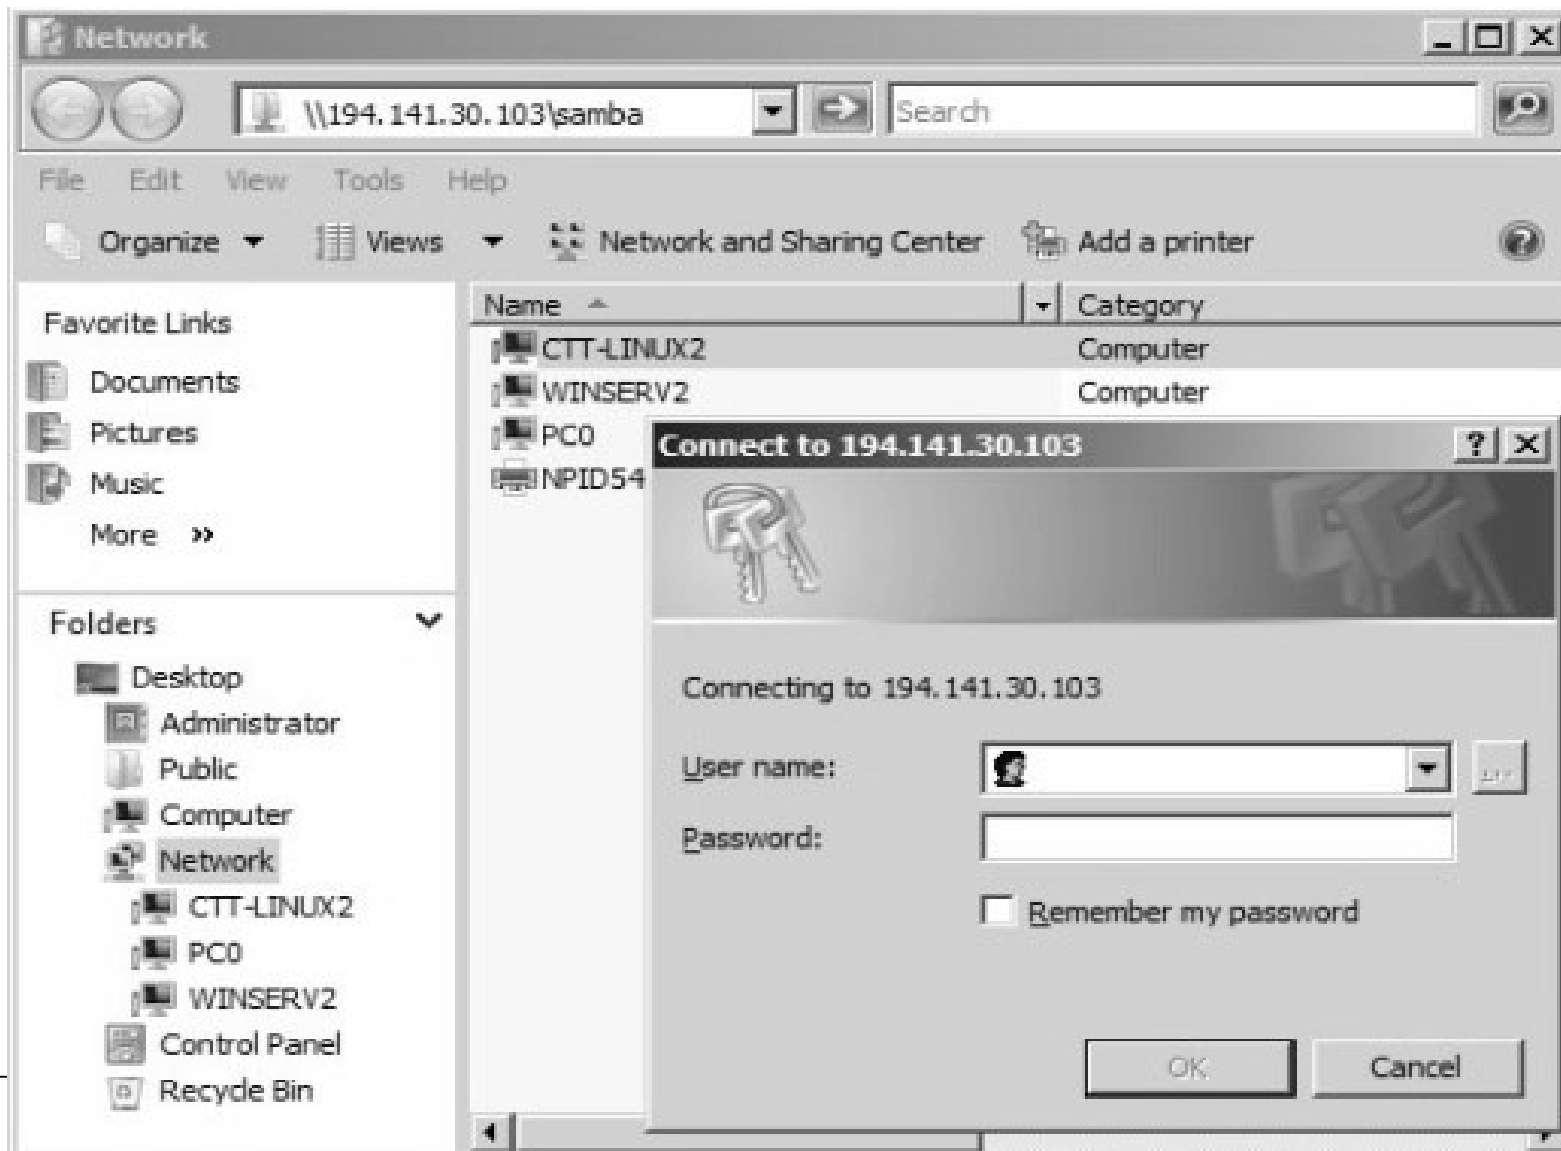 Network
\\194.141.30.103\samba
Search
File Edit View Tools Help
Organize Views Network and Sharing Center Add a printer
Favorite Links
Documents
Pictures
Music
More »
Folders
Desktop
Administrator
Public
Computer
Network
CTT-LINUX2
PC0
WINSERV2
Control Panel
Recycle Bin
Name Category
CTT-LINUX2 Computer
WINSERV2 Computer
PC0
NPID54
Connect to 194.141.30.103
Connecting to 194.141.30.103
User name:
Password:
Remember my password
OK Cancel